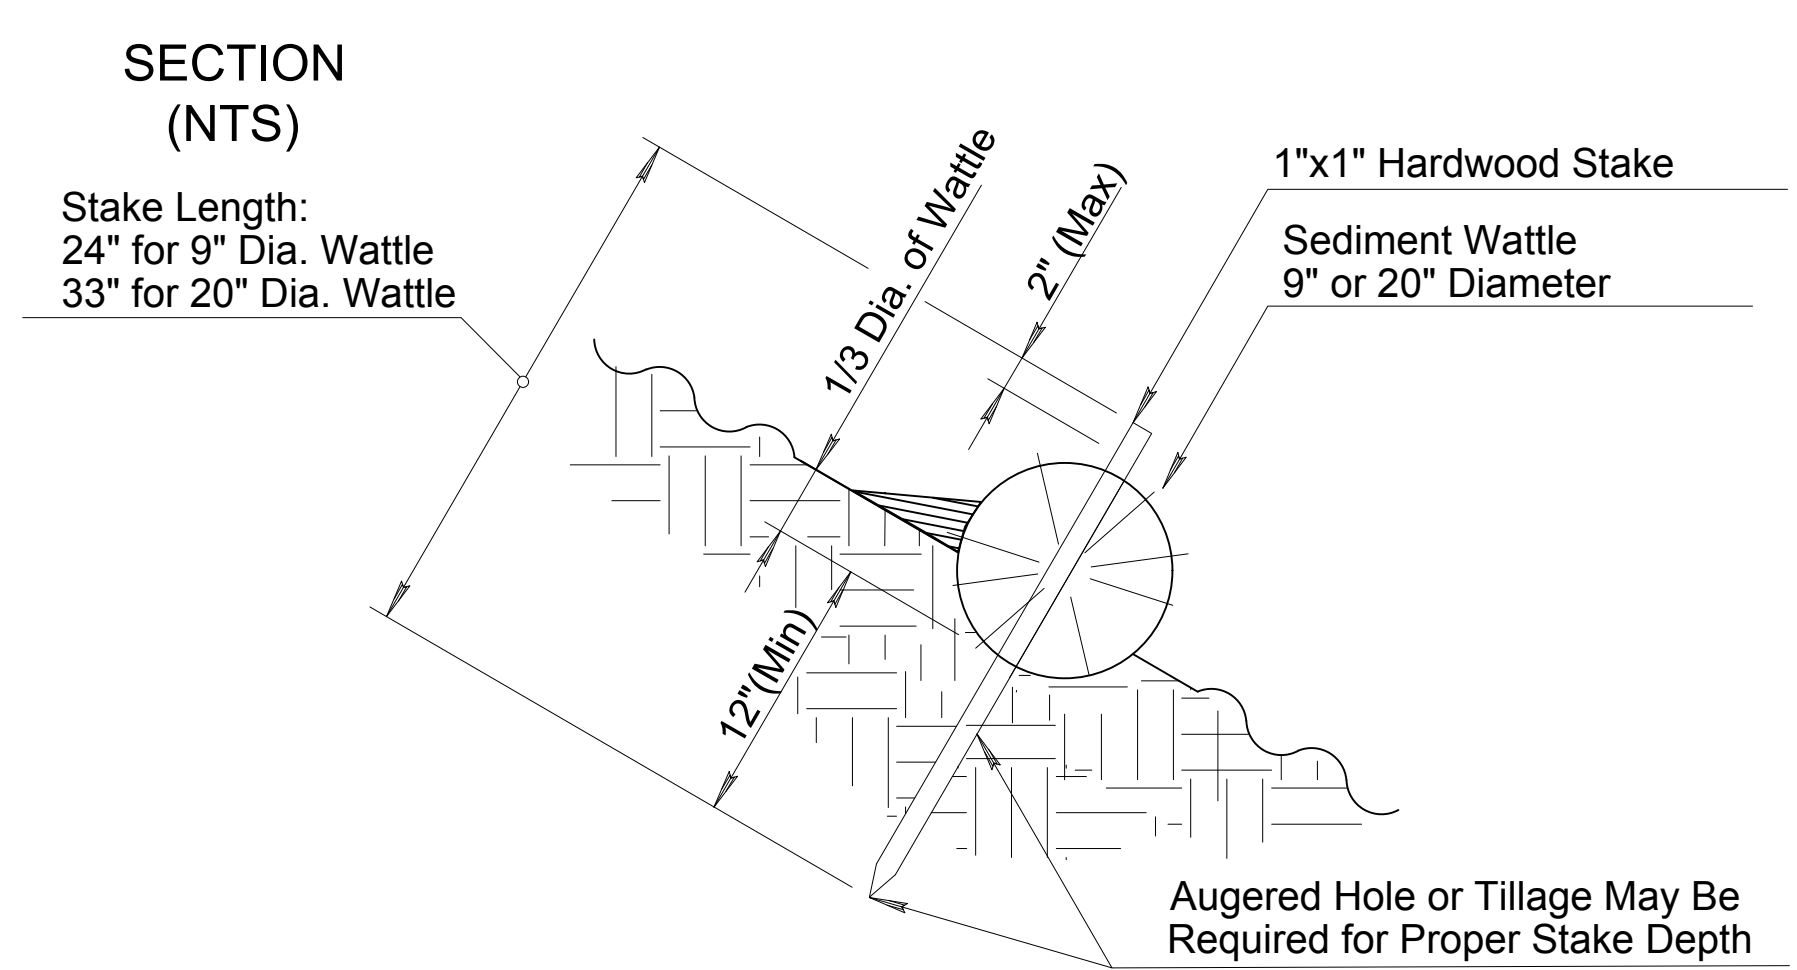 SECTION
(NTS)
Stake Length:
24" for 9" Dia. Wattle
33" for 20" Dia. Wattle
1/3 Dia. of Wattle
2" (Max)
1"x1" Hardwood Stake
Sediment Wattle
9" or 20" Diameter
12"(Min)
Augered Hole or Tillage May Be
Required for Proper Stake Depth